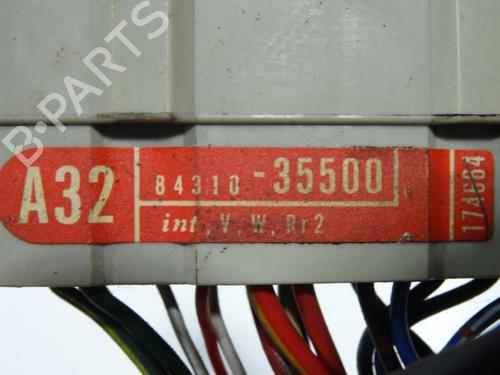 B-PARTS
A32
84310-35500
int, V, W, Rr2
174664